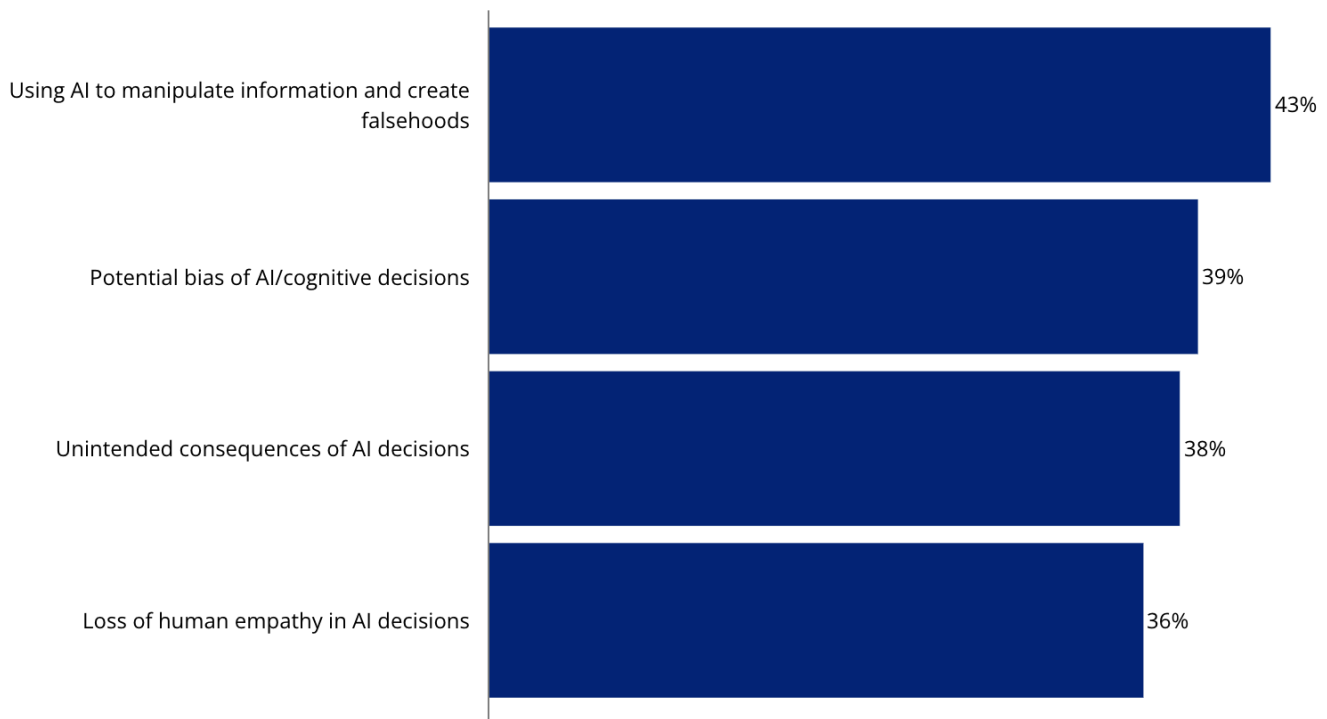 Using AI to manipulate information and create
falsehoods
43%
Potential bias of AI/cognitive decisions
39%
Unintended consequences of AI decisions
38%
Loss of human empathy in AI decisions
36%